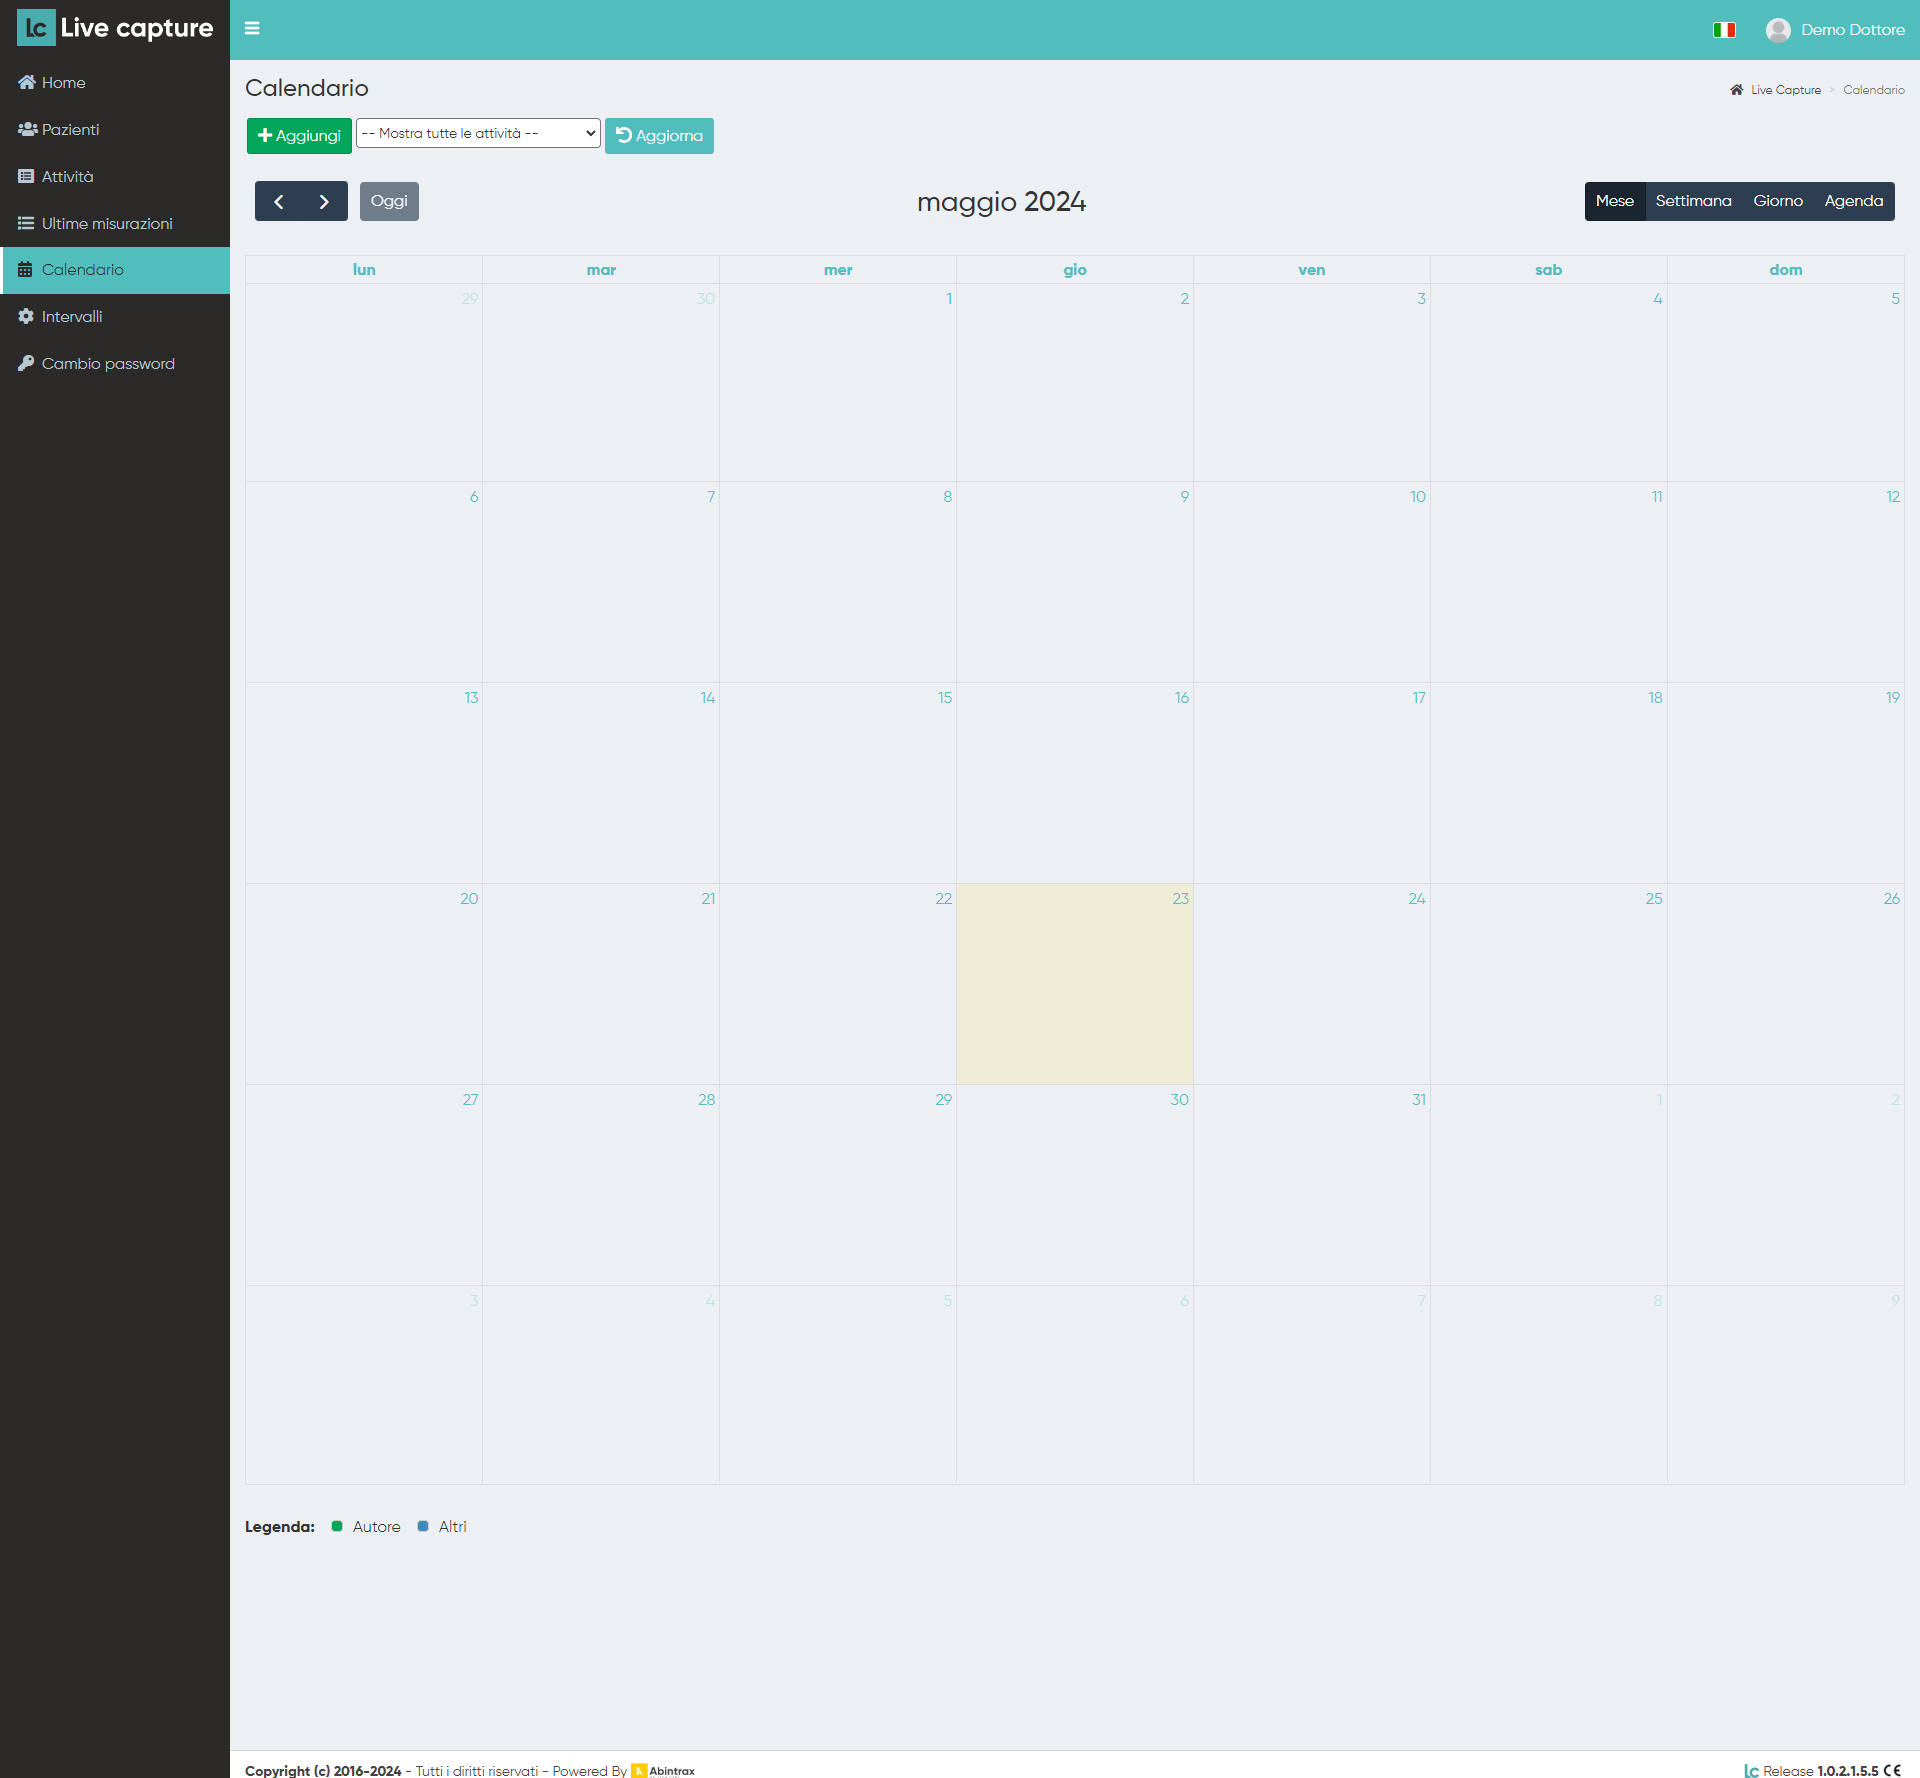 lc Live capture
Demo Dottore
Home
Pazienti
Attività
Ultime misurazioni
Calendario
Intervalli
Cambio password
Calendario
Live Capture > Calendario
Aggiungi
-- Mostra tutte le attività --
Aggiorna
Oggi
maggio 2024
Mese Settimana Giorno Agenda
lun mar mer gio ven sab dom
29 30 1 2 3 4 5
6 7 8 9 10 11 12
13 14 15 16 17 18 19
20 21 22 23 24 25 26
27 28 29 30 31 1 2
3 4 5 6 7 8 9
Legenda: Autore Altri
Copyright (c) 2016-2024 - Tutti i diritti riservati - Powered By Abintrax
lc Release 1.0.2.1.5.5 CE